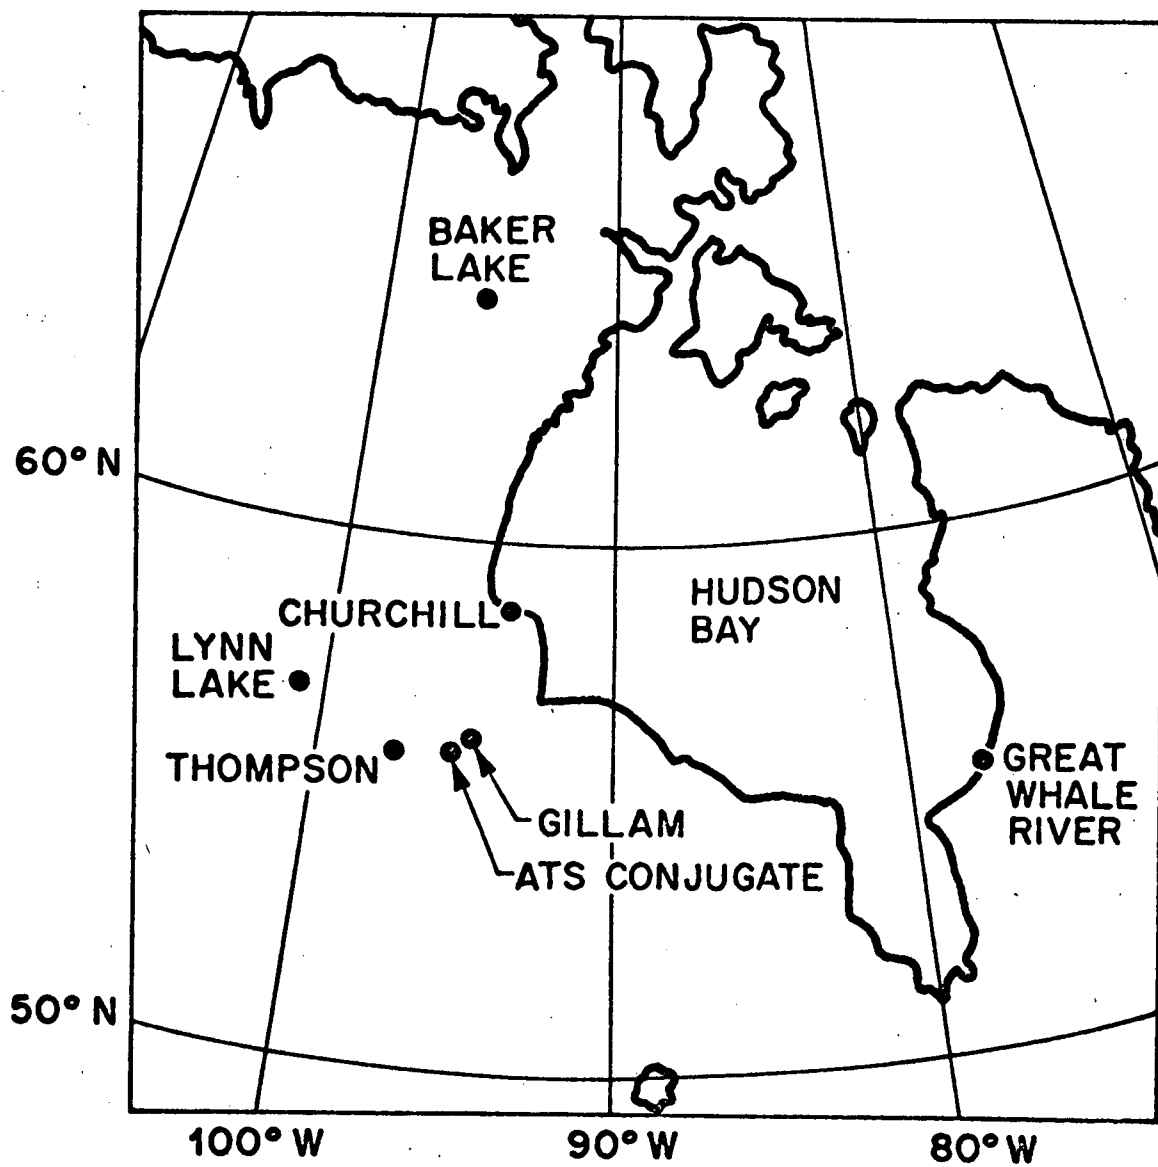 BAKER
LAKE
60° N
HUDSON
BAY
CHURCHILL
LYNN
LAKE
THOMPSON
GREAT
WHALE
RIVER
GILLAM
ATS CONJUGATE
50° N
100° W
90° W
80° W